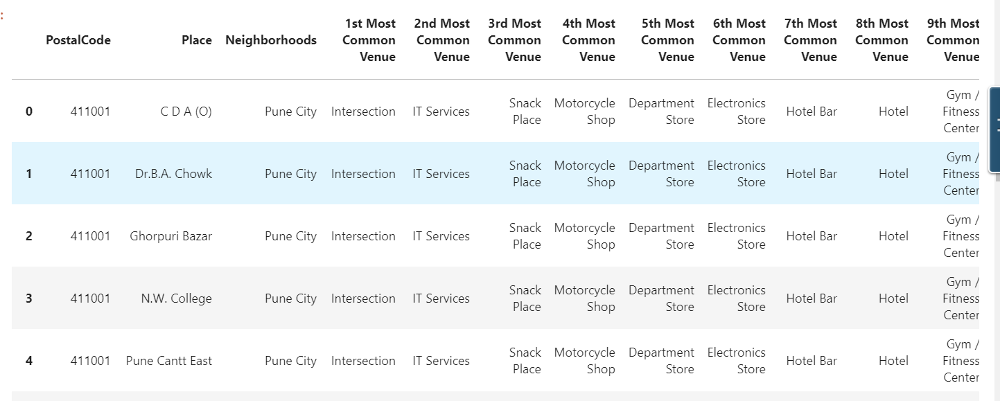 :
PostalCode Place Neighborhoods 1st Most Common Venue 2nd Most Common Venue 3rd Most Common Venue 4th Most Common Venue 5th Most Common Venue 6th Most Common Venue 7th Most Common Venue 8th Most Common Venue 9th Most Common Venue
0 411001 C D A (O) Pune City Intersection IT Services Snack Place Motorcycle Shop Department Store Electronics Store Hotel Bar Hotel Gym / Fitness Center
1 411001 Dr.B.A. Chowk Pune City Intersection IT Services Snack Place Motorcycle Shop Department Store Electronics Store Hotel Bar Hotel Gym / Fitness Center
2 411001 Ghorpuri Bazar Pune City Intersection IT Services Snack Place Motorcycle Shop Department Store Electronics Store Hotel Bar Hotel Gym / Fitness Center
3 411001 N.W. College Pune City Intersection IT Services Snack Place Motorcycle Shop Department Store Electronics Store Hotel Bar Hotel Gym / Fitness Center
4 411001 Pune Cantt East Pune City Intersection IT Services Snack Place Motorcycle Shop Department Store Electronics Store Hotel Bar Hotel Gym / Fitness Center